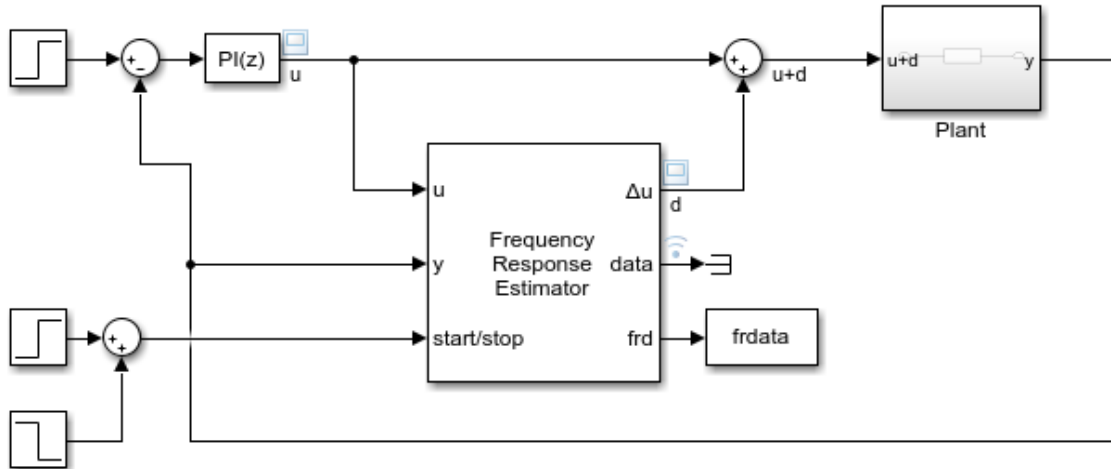 PI(z)
u
u+d
u+d
y
Plant
u
y
start/stop
Frequency
Response
Estimator
Δu
data
frd
d
frdata